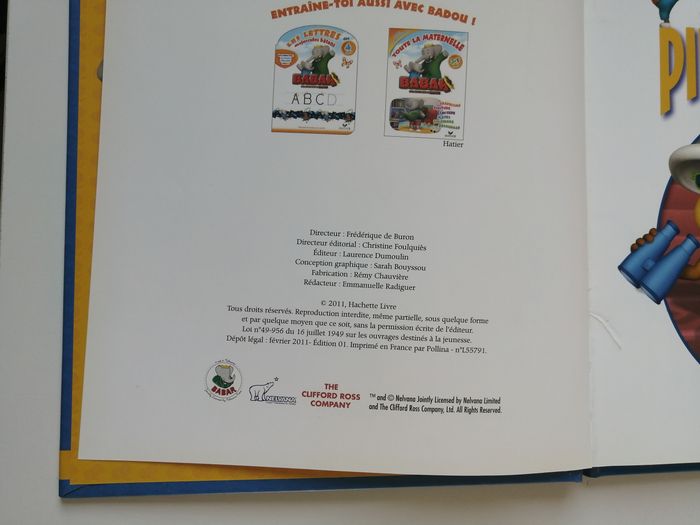 ENTRAÎNE-TOI AUSSI AVEC BADOU !
LES LETTRES
BABAR
ABCD
TOUTE LA MATERNELLE
BABAR
Hatier
Directeur : Frédérique de Buron
Directeur éditorial : Christine Foulquiès
Éditeur : Laurence Dumoulin
Conception graphique : Sarah Bouyssou
Fabrication : Rémy Chauvière
Rédacteur : Emmanuelle Radiguer
© 2011, Hachette Livre
Tous droits réservés. Reproduction interdite, même partielle, sous quelque forme
et par quelque moyen que ce soit, sans la permission écrite de l'éditeur.
Loi n°49-956 du 16 juillet 1949 sur les ouvrages destinés à la jeunesse.
Dépôt légal : février 2011- Édition 01. Imprimé en France par Pollina - n°L55791.
BABAR
NELVANA
THE
CLIFFORD ROSS
COMPANY
™ and © Nelvana Jointly Licensed by Nelvana Limited
and The Clifford Ross Company, Ltd. All Rights Reserved.
PI